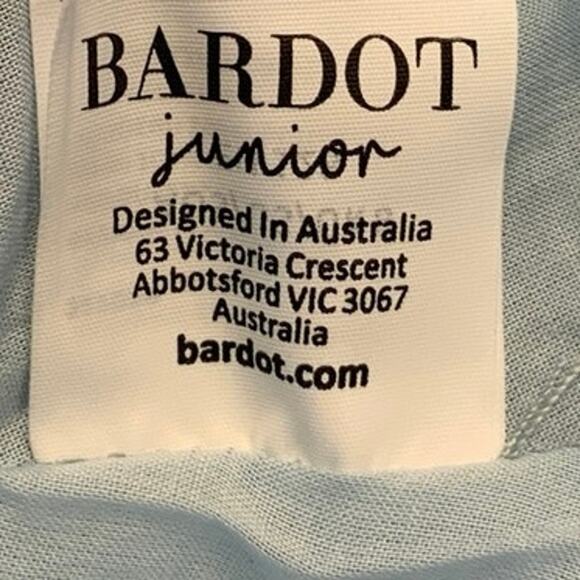 BARDOT
junior
Designed In Australia
63 Victoria Crescent
Abbotsford VIC 3067
Australia
bardot.com